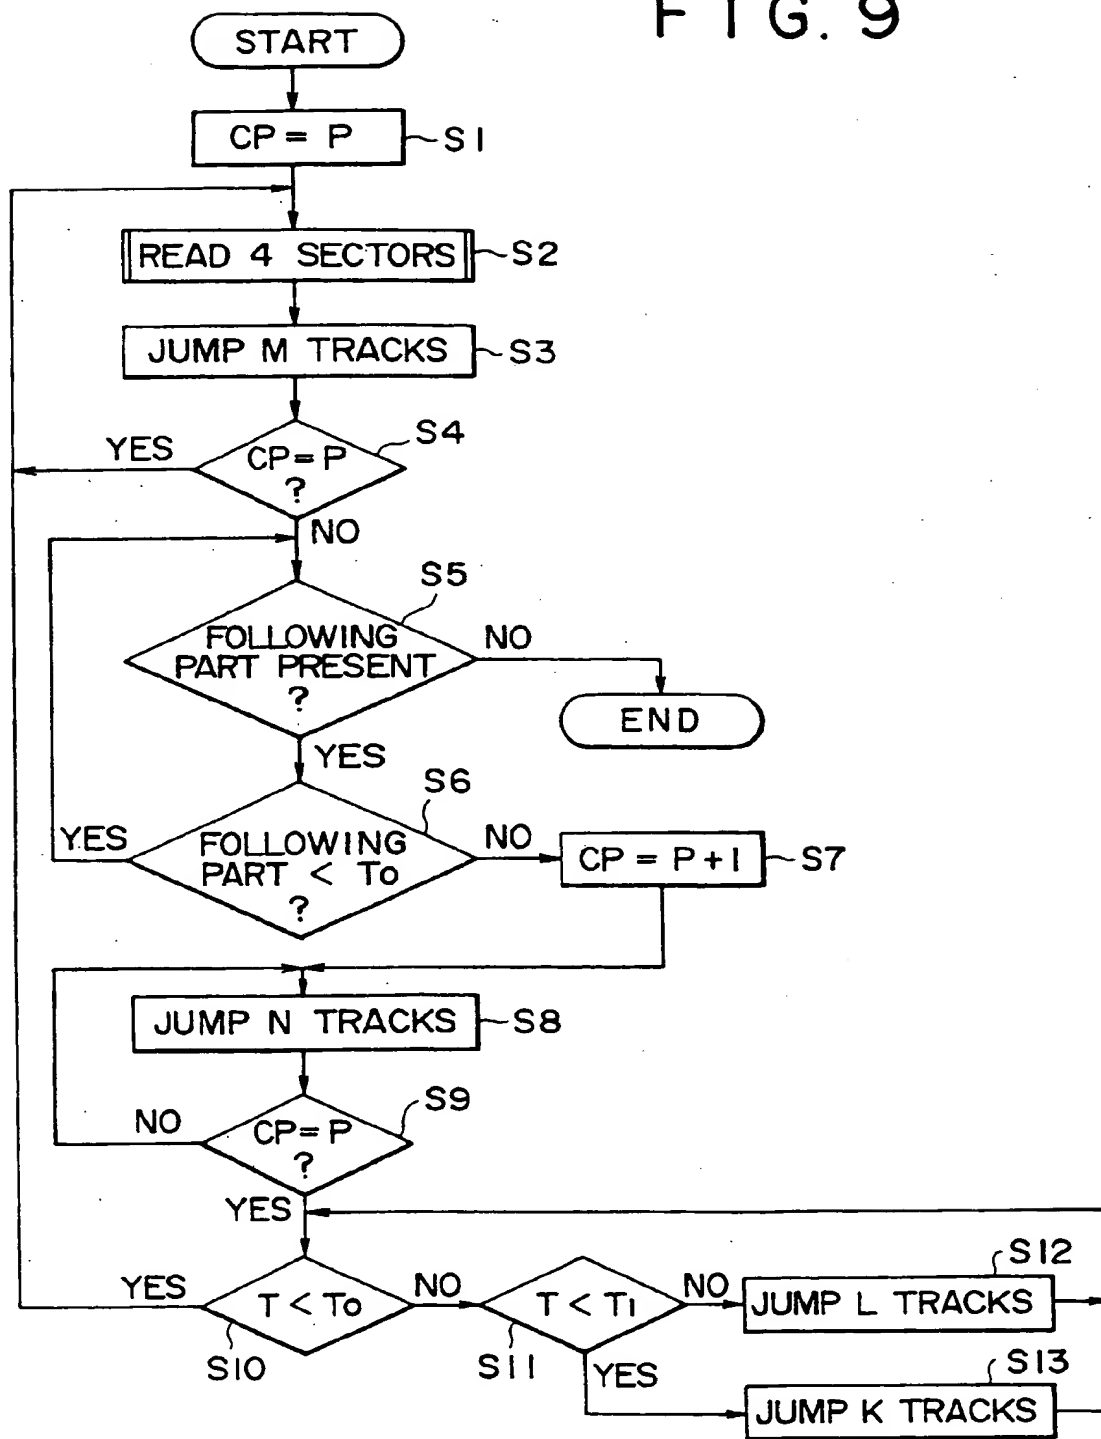 FIG. 9
START
CP = P
S1
READ 4 SECTORS
S2
JUMP M TRACKS
S3
S4
YES
CP = P
?
NO
S5
FOLLOWING
PART PRESENT
?
NO
END
YES
S6
YES
FOLLOWING
PART < To
?
NO
CP = P+1
S7
JUMP N TRACKS
S8
S9
NO
CP = P
?
YES
YES
T < To
S10
NO
T < T1
S11
NO
S12
JUMP L TRACKS
YES
S13
JUMP K TRACKS